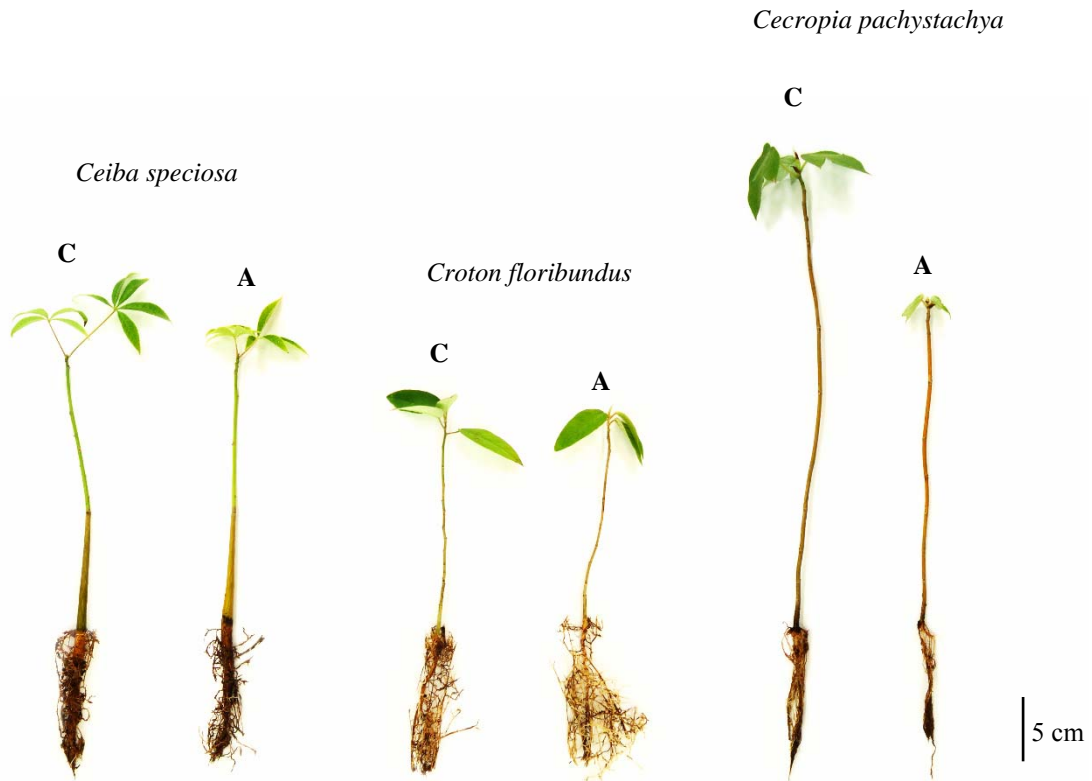 Cecropia pachystachya
C
Ceiba speciosa
C
A
Croton floribundus
A
C
A
5 cm